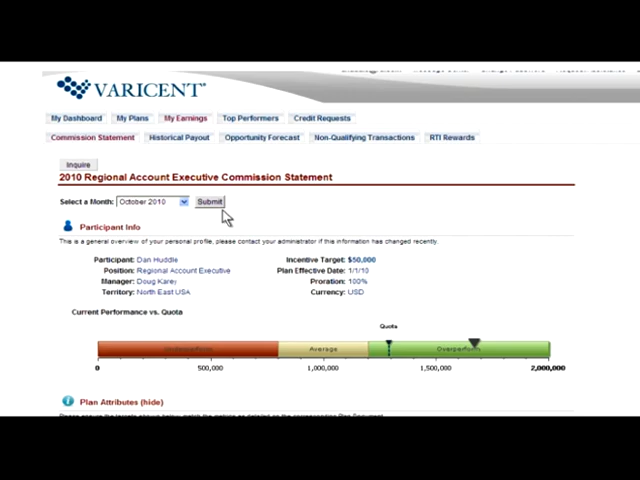 VARICENT
My Dashboard My Plans My Earnings Top Performers Credit Requests
Commission Statement Historical Payout Opportunity Forecast Non-Qualifying Transactions RTI Rewards
Inquire
2010 Regional Account Executive Commission Statement
Select a Month: October 2010 Submit
Participant Info
This is a general overview of your personal profile, please contact your administrator if this information has changed recently.
Participant: Dan Huddle Incentive Target: $50,000
Position: Regional Account Executive Plan Effective Date: 1/1/10
Manager: Doug Karey Proration: 100%
Territory: North East USA Currency: USD
Current Performance vs. Quota
Quota
Average
0 500,000 1,000,000 1,500,000 2,000,000
Plan Attributes (hide)